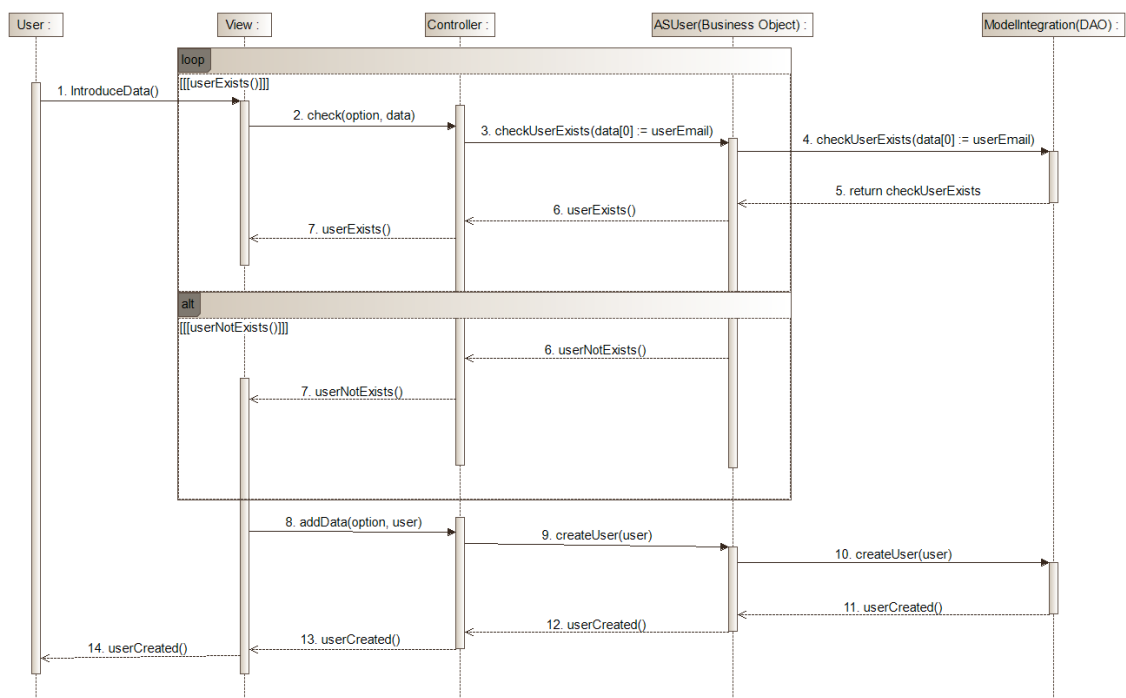 User :
View :
Controller :
ASUser(Business Object) :
ModelIntegration(DAO) :
loop
[[[userExists()]]]
1. IntroduceData()
2. check(option, data)
3. checkUserExists(data[0] := userEmail)
4. checkUserExists(data[0] := userEmail)
5. return checkUserExists
6. userExists()
7. userExists()
alt
[[[userNotExists()]]]
6. userNotExists()
7. userNotExists()
8. addData(option, user)
9. createUser(user)
10. createUser(user)
11. userCreated()
12. userCreated()
13. userCreated()
14. userCreated()